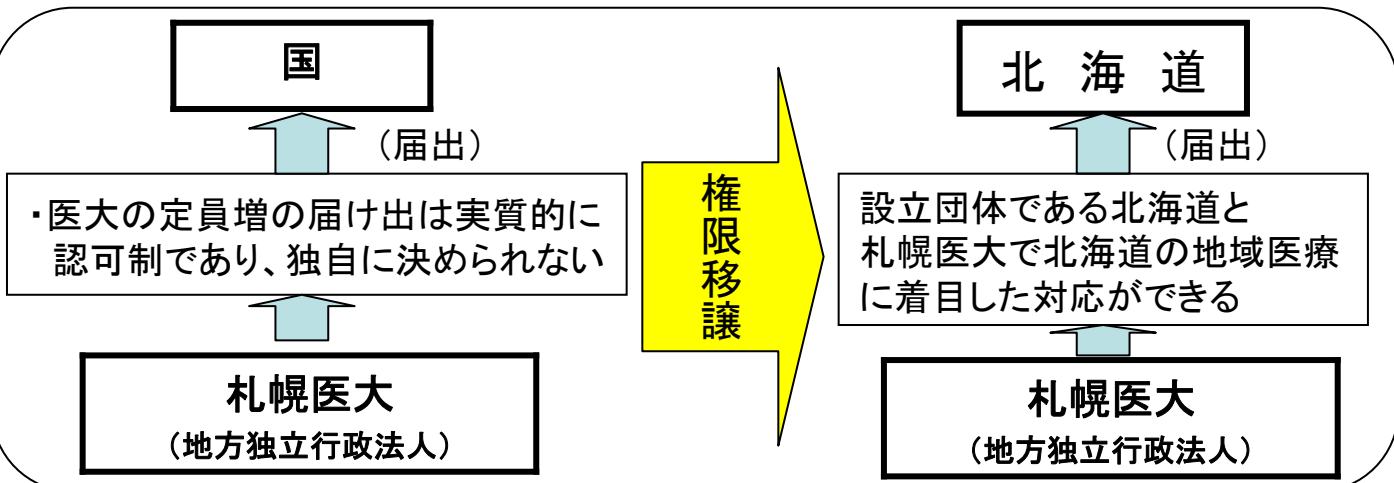 国
(届出)
・医大の定員増の届け出は実質的に
認可制であり、独自に決められない
札幌医大
(地方独立行政法人)
権限移譲
北 海 道
(届出)
設立団体である北海道と
札幌医大で北海道の地域医療
に着目した対応ができる
札幌医大
(地方独立行政法人)